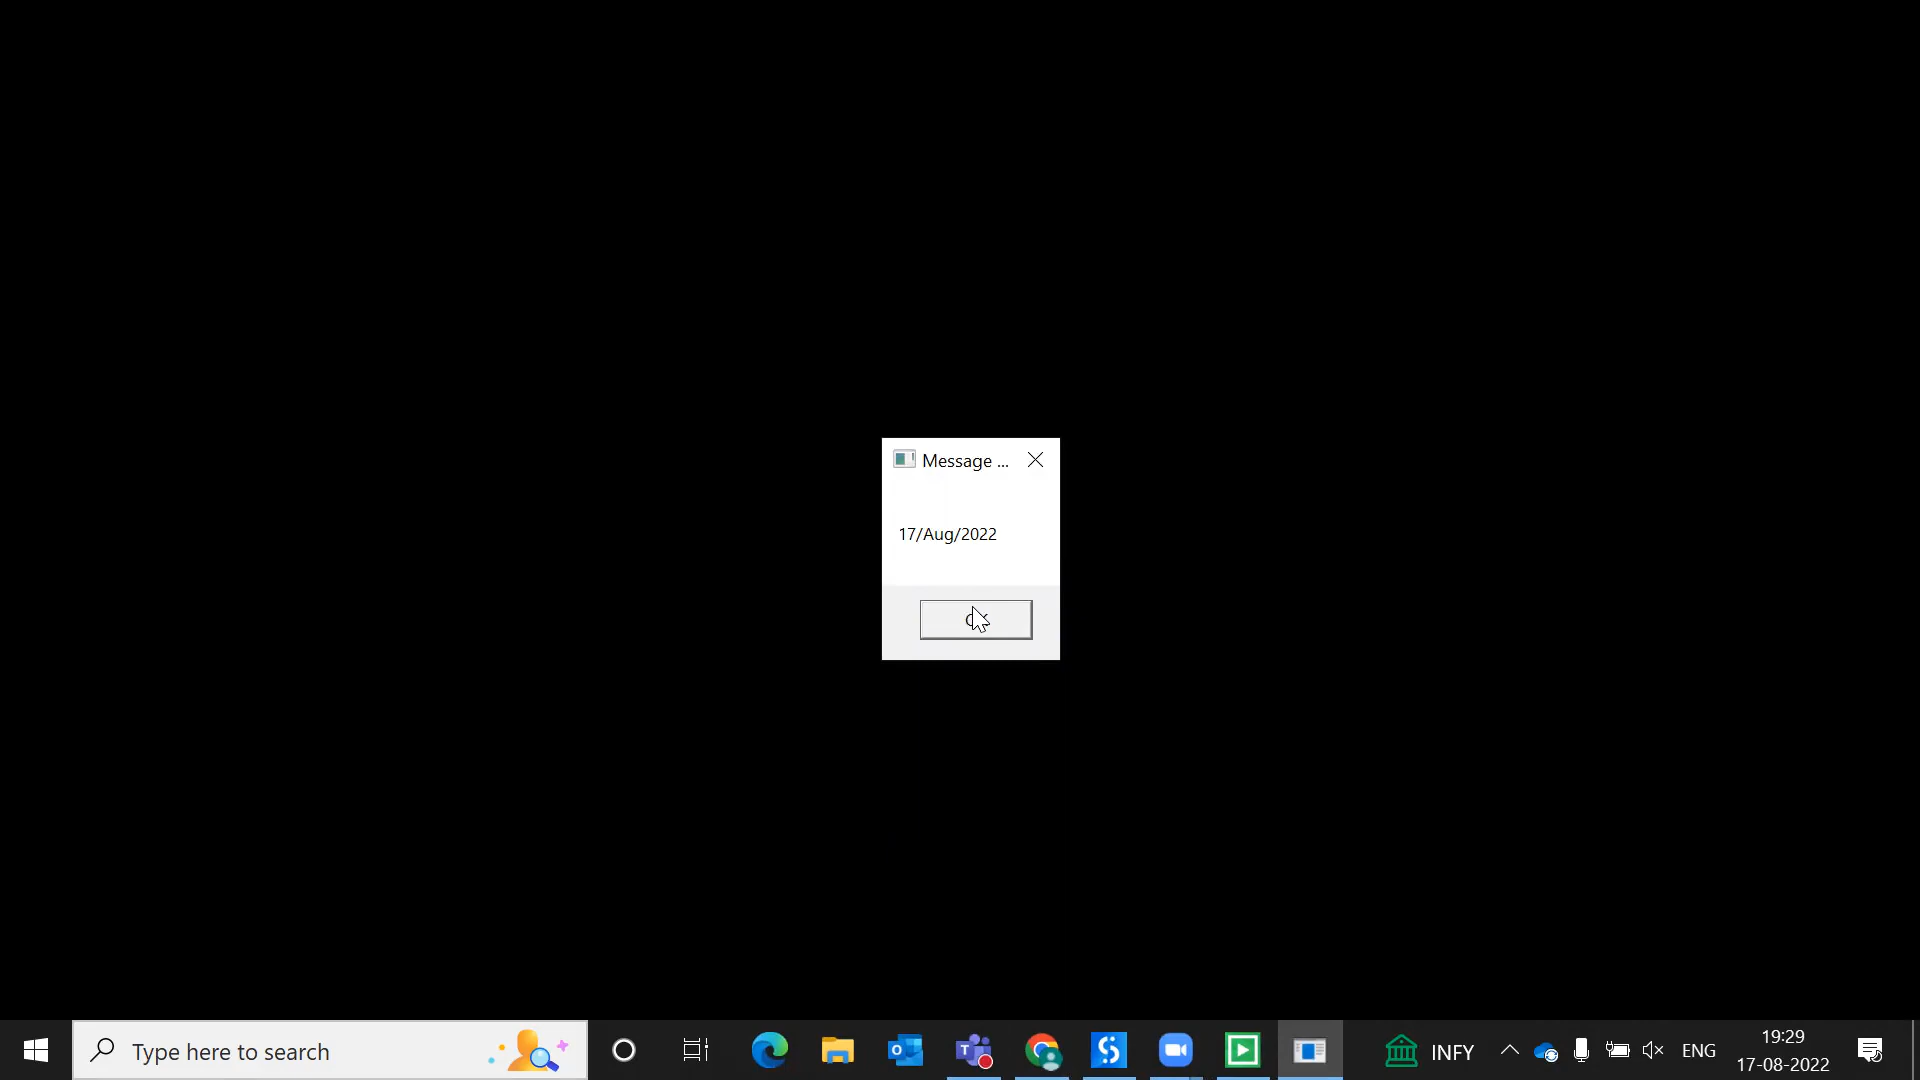 Message ...
17/Aug/2022
Type here to search
INFY
ENG
19:29
17-08-2022